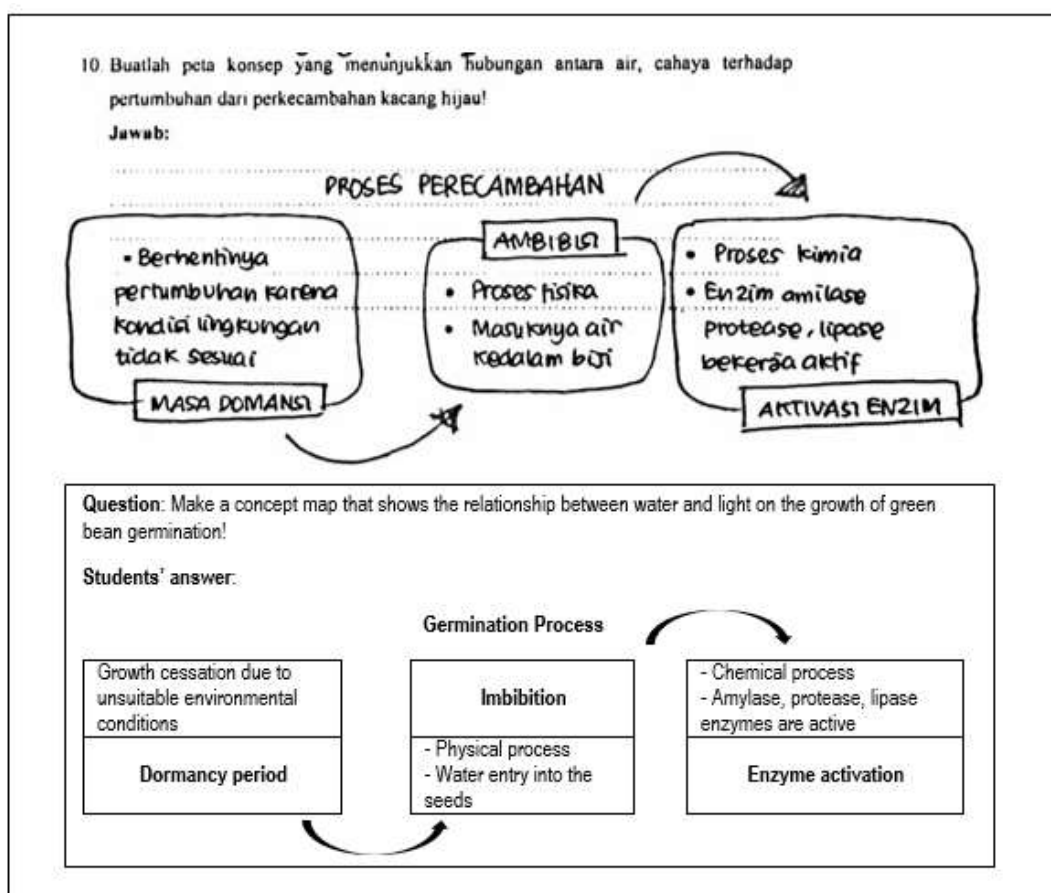 10. Buatlah peta konsep yang menunjukkan hubungan antara air, cahaya terhadap
pertumbuhan dari perkecambahan kacang hijau!
Jawab:
PROSES PERECAMBAHAN
• Berhentinya
pertumbuhan karena
kondisi lingkungan
tidak sesuai
MASA DOMANSI
AMBIBISI
• Proses fisika
• Masuknya air
kedalam biji
• Proses kimia
• Enzim amilase
protease, lipase
bekerja aktif
AKTIVASI ENZIM
Question: Make a concept map that shows the relationship between water and light on the growth of green
bean germination!
Students' answer:
Germination Process
Growth cessation due to
unsuitable environmental
conditions
Dormancy period
Imbibition
- Physical process
- Water entry into the
seeds
- Chemical process
- Amylase, protease, lipase
enzymes are active
Enzyme activation